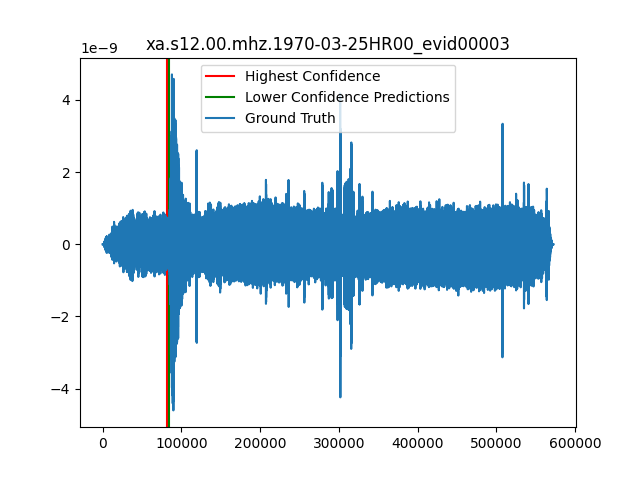 xa.s12.00.mhz.1970-03-25HR00_evid00003
1e−9
Highest Confidence
Lower Confidence Predictions
Ground Truth
4
2
0
−2
−4
0 100000 200000 300000 400000 500000 600000